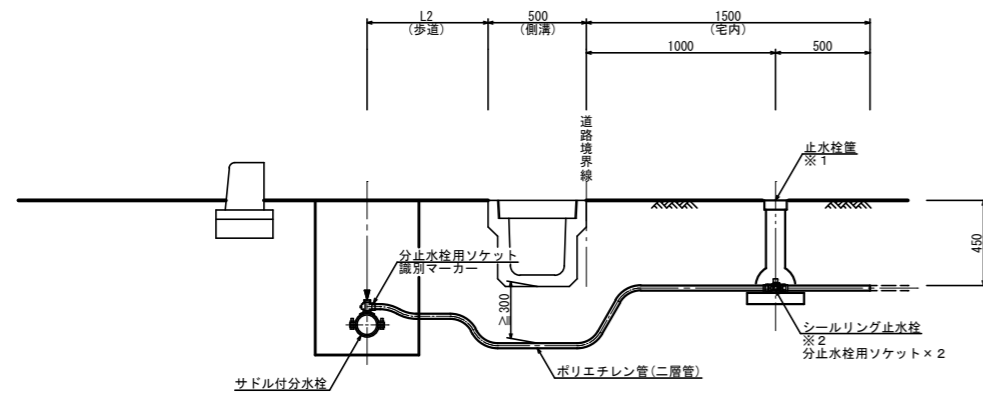 L2
(歩道)
500
(側溝)
1500
(宅内)
1000
500
道路境界線
止水栓筐
※1
450
分止水栓用ソケット
識別マーカー
≧300
サドル付分水栓
ポリエチレン管(二層管)
シールリング止水栓
※2
分止水栓用ソケット×2